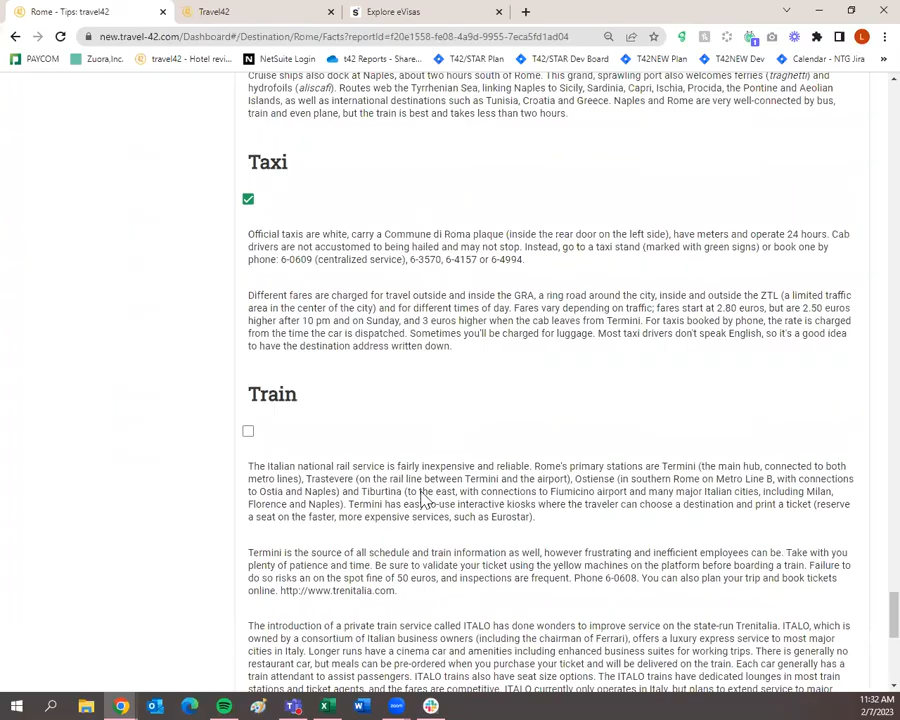 Rome - Tips: travel42
Travel42
Explore eVisas
new.travel-42.com/Dashboard#/Destination/Rome/Facts?reportId=f20e1558-fe08-4a9d-9955-7eca5fd1ad04
L
PAYCOM
Zuora,Inc.
travel42 - Hotel revi...
NetSuite Login
t42 Reports - Share...
T42/STAR Plan
T42/STAR Dev Board
T42NEW Plan
T42NEW Dev
Calendar - NTG Jira
Cruise ships also dock at Naples, about two hours south of Rome. This grand, sprawling port also welcomes ferries (traghetti) and
hydrofoils (aliscafi). Routes web the Tyrrhenian Sea, linking Naples to Sicily, Sardinia, Capri, Ischia, Procida, the Pontine and Aeolian
Islands, as well as international destinations such as Tunisia, Croatia and Greece. Naples and Rome are very well-connected by bus,
train and even plane, but the train is best and takes less than two hours.
Taxi
Official taxis are white, carry a Commune di Roma plaque (inside the rear door on the left side), have meters and operate 24 hours. Cab
drivers are not accustomed to being hailed and may not stop. Instead, go to a taxi stand (marked with green signs) or book one by
phone: 6-0609 (centralized service), 6-3570, 6-4157 or 6-4994.
Different fares are charged for travel outside and inside the GRA, a ring road around the city, inside and outside the ZTL (a limited traffic
area in the center of the city) and for different times of day. Fares vary depending on traffic; fares start at 2.80 euros, but are 2.50 euros
higher after 10 pm and on Sunday, and 3 euros higher when the cab leaves from Termini. For taxis booked by phone, the rate is charged
from the time the car is dispatched. Sometimes you'll be charged for luggage. Most taxi drivers don't speak English, so it's a good idea
to have the destination address written down.
Train
The Italian national rail service is fairly inexpensive and reliable. Rome's primary stations are Termini (the main hub, connected to both
metro lines), Trastevere (on the rail line between Termini and the airport), Ostiense (in southern Rome on Metro Line B, with connections
to Ostia and Naples) and Tiburtina (to the east, with connections to Fiumicino airport and many major Italian cities, including Milan,
Florence and Naples). Termini has easy-to-use interactive kiosks where the traveler can choose a destination and print a ticket (reserve
a seat on the faster, more expensive services, such as Eurostar).
Termini is the source of all schedule and train information as well, however frustrating and inefficient employees can be. Take with you
plenty of patience and time. Be sure to validate your ticket using the yellow machines on the platform before boarding a train. Failure to
do so risks an on the spot fine of 50 euros, and inspections are frequent. Phone 6-0608. You can also plan your trip and book tickets
online. http://www.trenitalia.com.
The introduction of a private train service called ITALO has done wonders to improve service on the state-run Trenitalia. ITALO, which is
owned by a consortium of Italian business owners (including the chairman of Ferrari), offers a luxury express service to most major
cities in Italy. Longer runs have a cinema car and amenities including enhanced business suites for working trips. There is generally no
restaurant car, but meals can be pre-ordered when you purchase your ticket and will be delivered on the train. Each car generally has a
train attendant to assist passengers. ITALO trains also have seat size options. The ITALO trains have dedicated lounges in most train
stations and ticket agents, and the fares are competitive. ITALO currently only operates in Italy, but plans to extend service to major
zoom
11:32 AM
2/7/2023